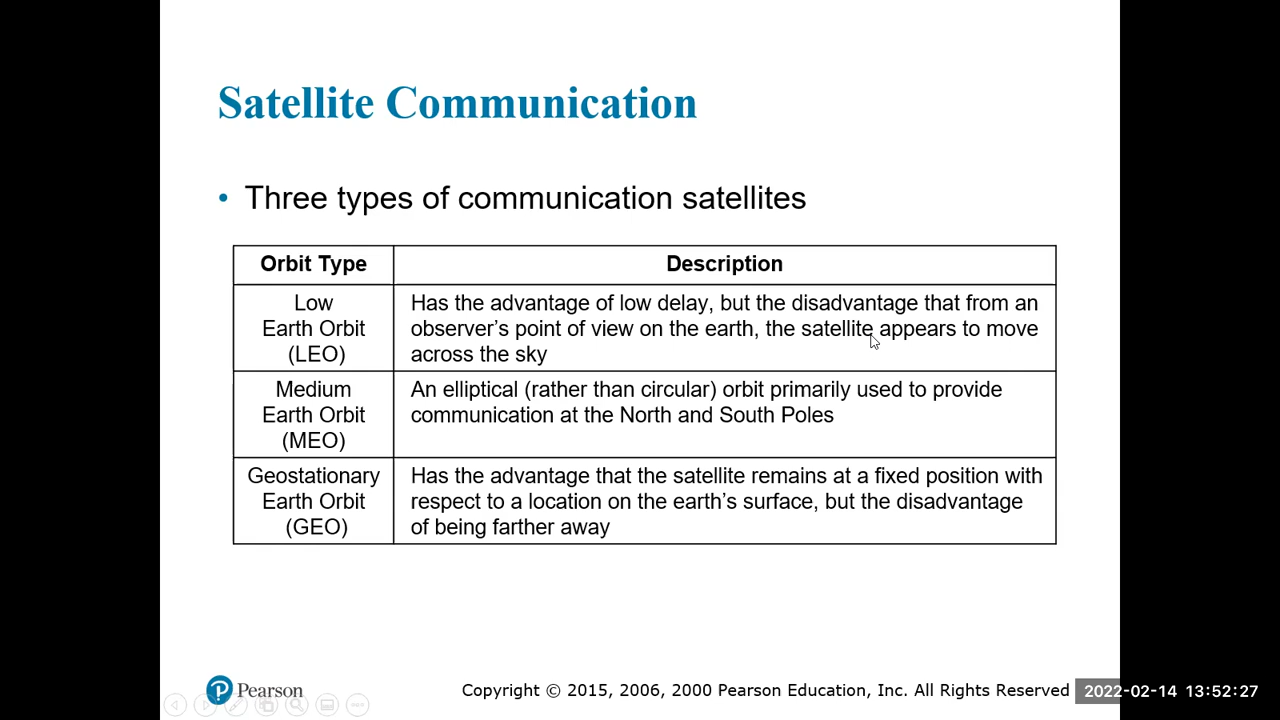 Satellite Communication
• Three types of communication satellites
Orbit Type Description
Low
Earth Orbit
(LEO)
Has the advantage of low delay, but the disadvantage that from an
observer’s point of view on the earth, the satellite appears to move
across the sky
Medium
Earth Orbit
(MEO)
An elliptical (rather than circular) orbit primarily used to provide
communication at the North and South Poles
Geostationary
Earth Orbit
(GEO)
Has the advantage that the satellite remains at a fixed position with
respect to a location on the earth’s surface, but the disadvantage
of being farther away
Pearson
Copyright © 2015, 2006, 2000 Pearson Education, Inc. All Rights Reserved
2022-02-14 13:52:27